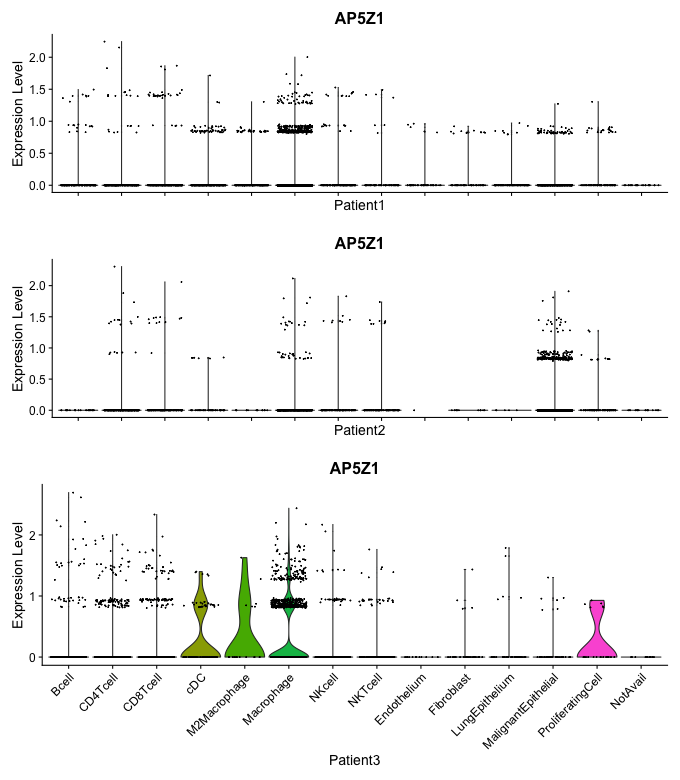 AP5Z1
Expression Level
2.0
1.5
1.0
0.5
0.0
Patient1
AP5Z1
Expression Level
2.0
1.5
1.0
0.5
0.0
Patient2
AP5Z1
Expression Level
2
1
0
Bcell
CD4Tcell
CD8Tcell
cDC
M2Macrophage
Macrophage
NKcell
NKTcell
Endothelium
Fibroblast
LungEpithelium
MalignantEpithelial
ProliferatingCell
NotAvail
Patient3